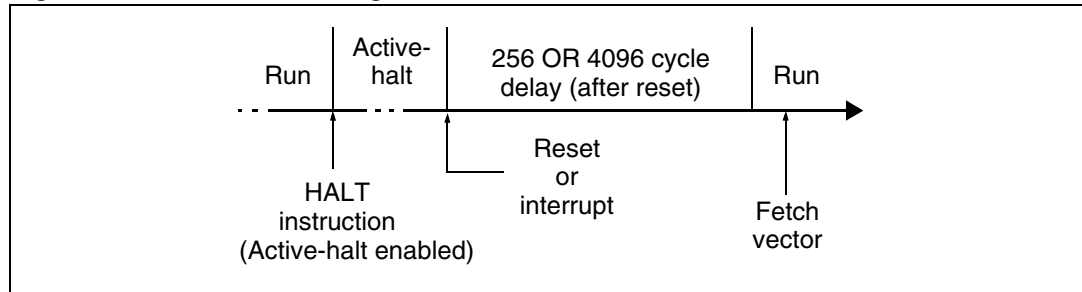 Run
Active-
halt
256 OR 4096 cycle
delay (after reset)
Run
HALT
instruction
(Active-halt enabled)
Reset
or
interrupt
Fetch
vector